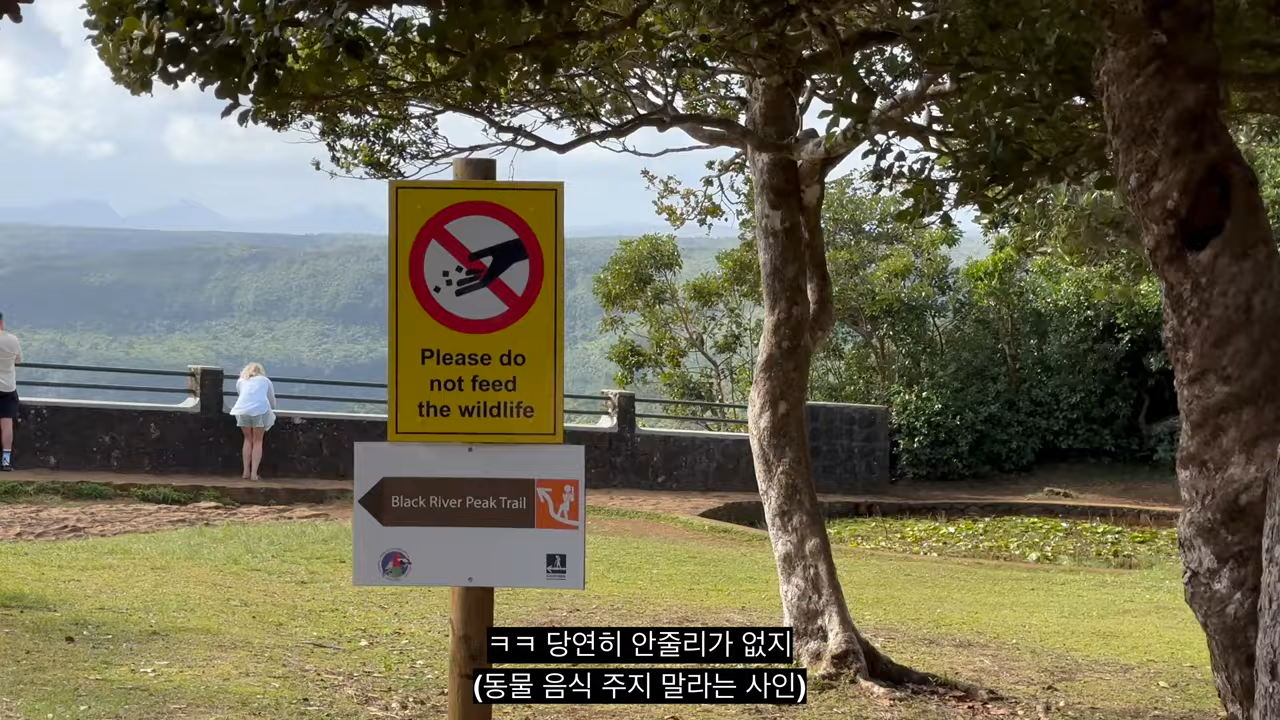 Please do
not feed
the wildlife
Black River Peak Trail
ㅋㅋ 당연히 안줄리가 없지
(동물 음식 주지 말라는 사인)